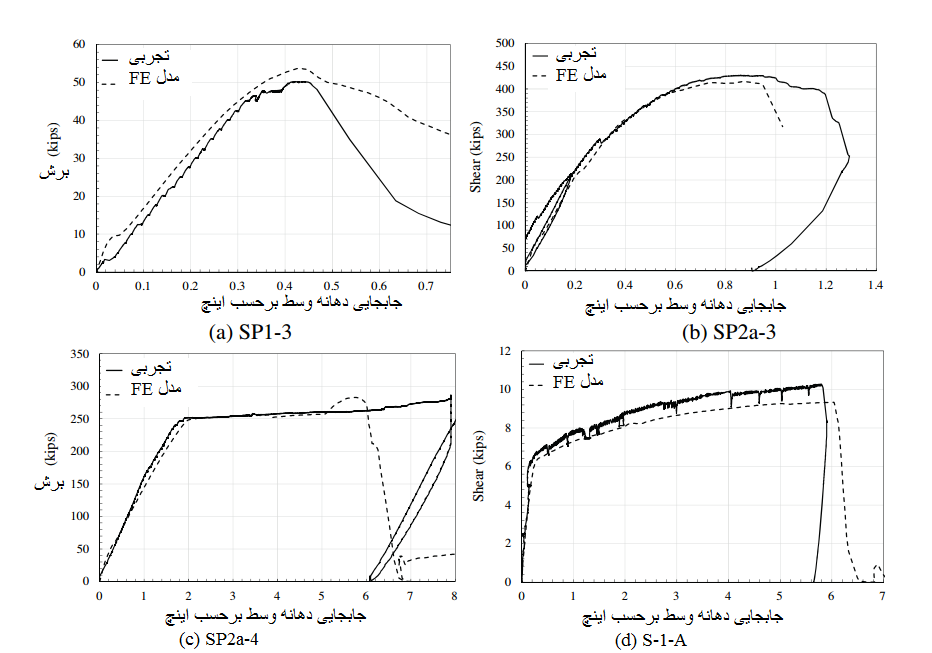 60
50
40
30
20
10
0
تجربی
مدل FE
برش (kips)
0 0.1 0.2 0.3 0.4 0.5 0.6 0.7
جابجایی دهانه وسط برحسب اینچ
(a) SP1-3
500
450
400
350
300
250
200
150
100
50
0
تجربی
مدل FE
Shear (kips)
0 0.2 0.4 0.6 0.8 1 1.2 1.4
جابجایی دهانه وسط برحسب اینچ
(b) SP2a-3
350
300
250
200
150
100
50
0
تجربی
مدل FE
برش (kips)
0 1 2 3 4 5 6 7 8
جابجایی دهانه وسط برحسب اینچ
(c) SP2a-4
12
10
8
6
4
2
0
تجربی
مدل FE
Shear (kips)
0 1 2 3 4 5 6 7
جابجایی دهانه وسط برحسب اینچ
(d) S-1-A